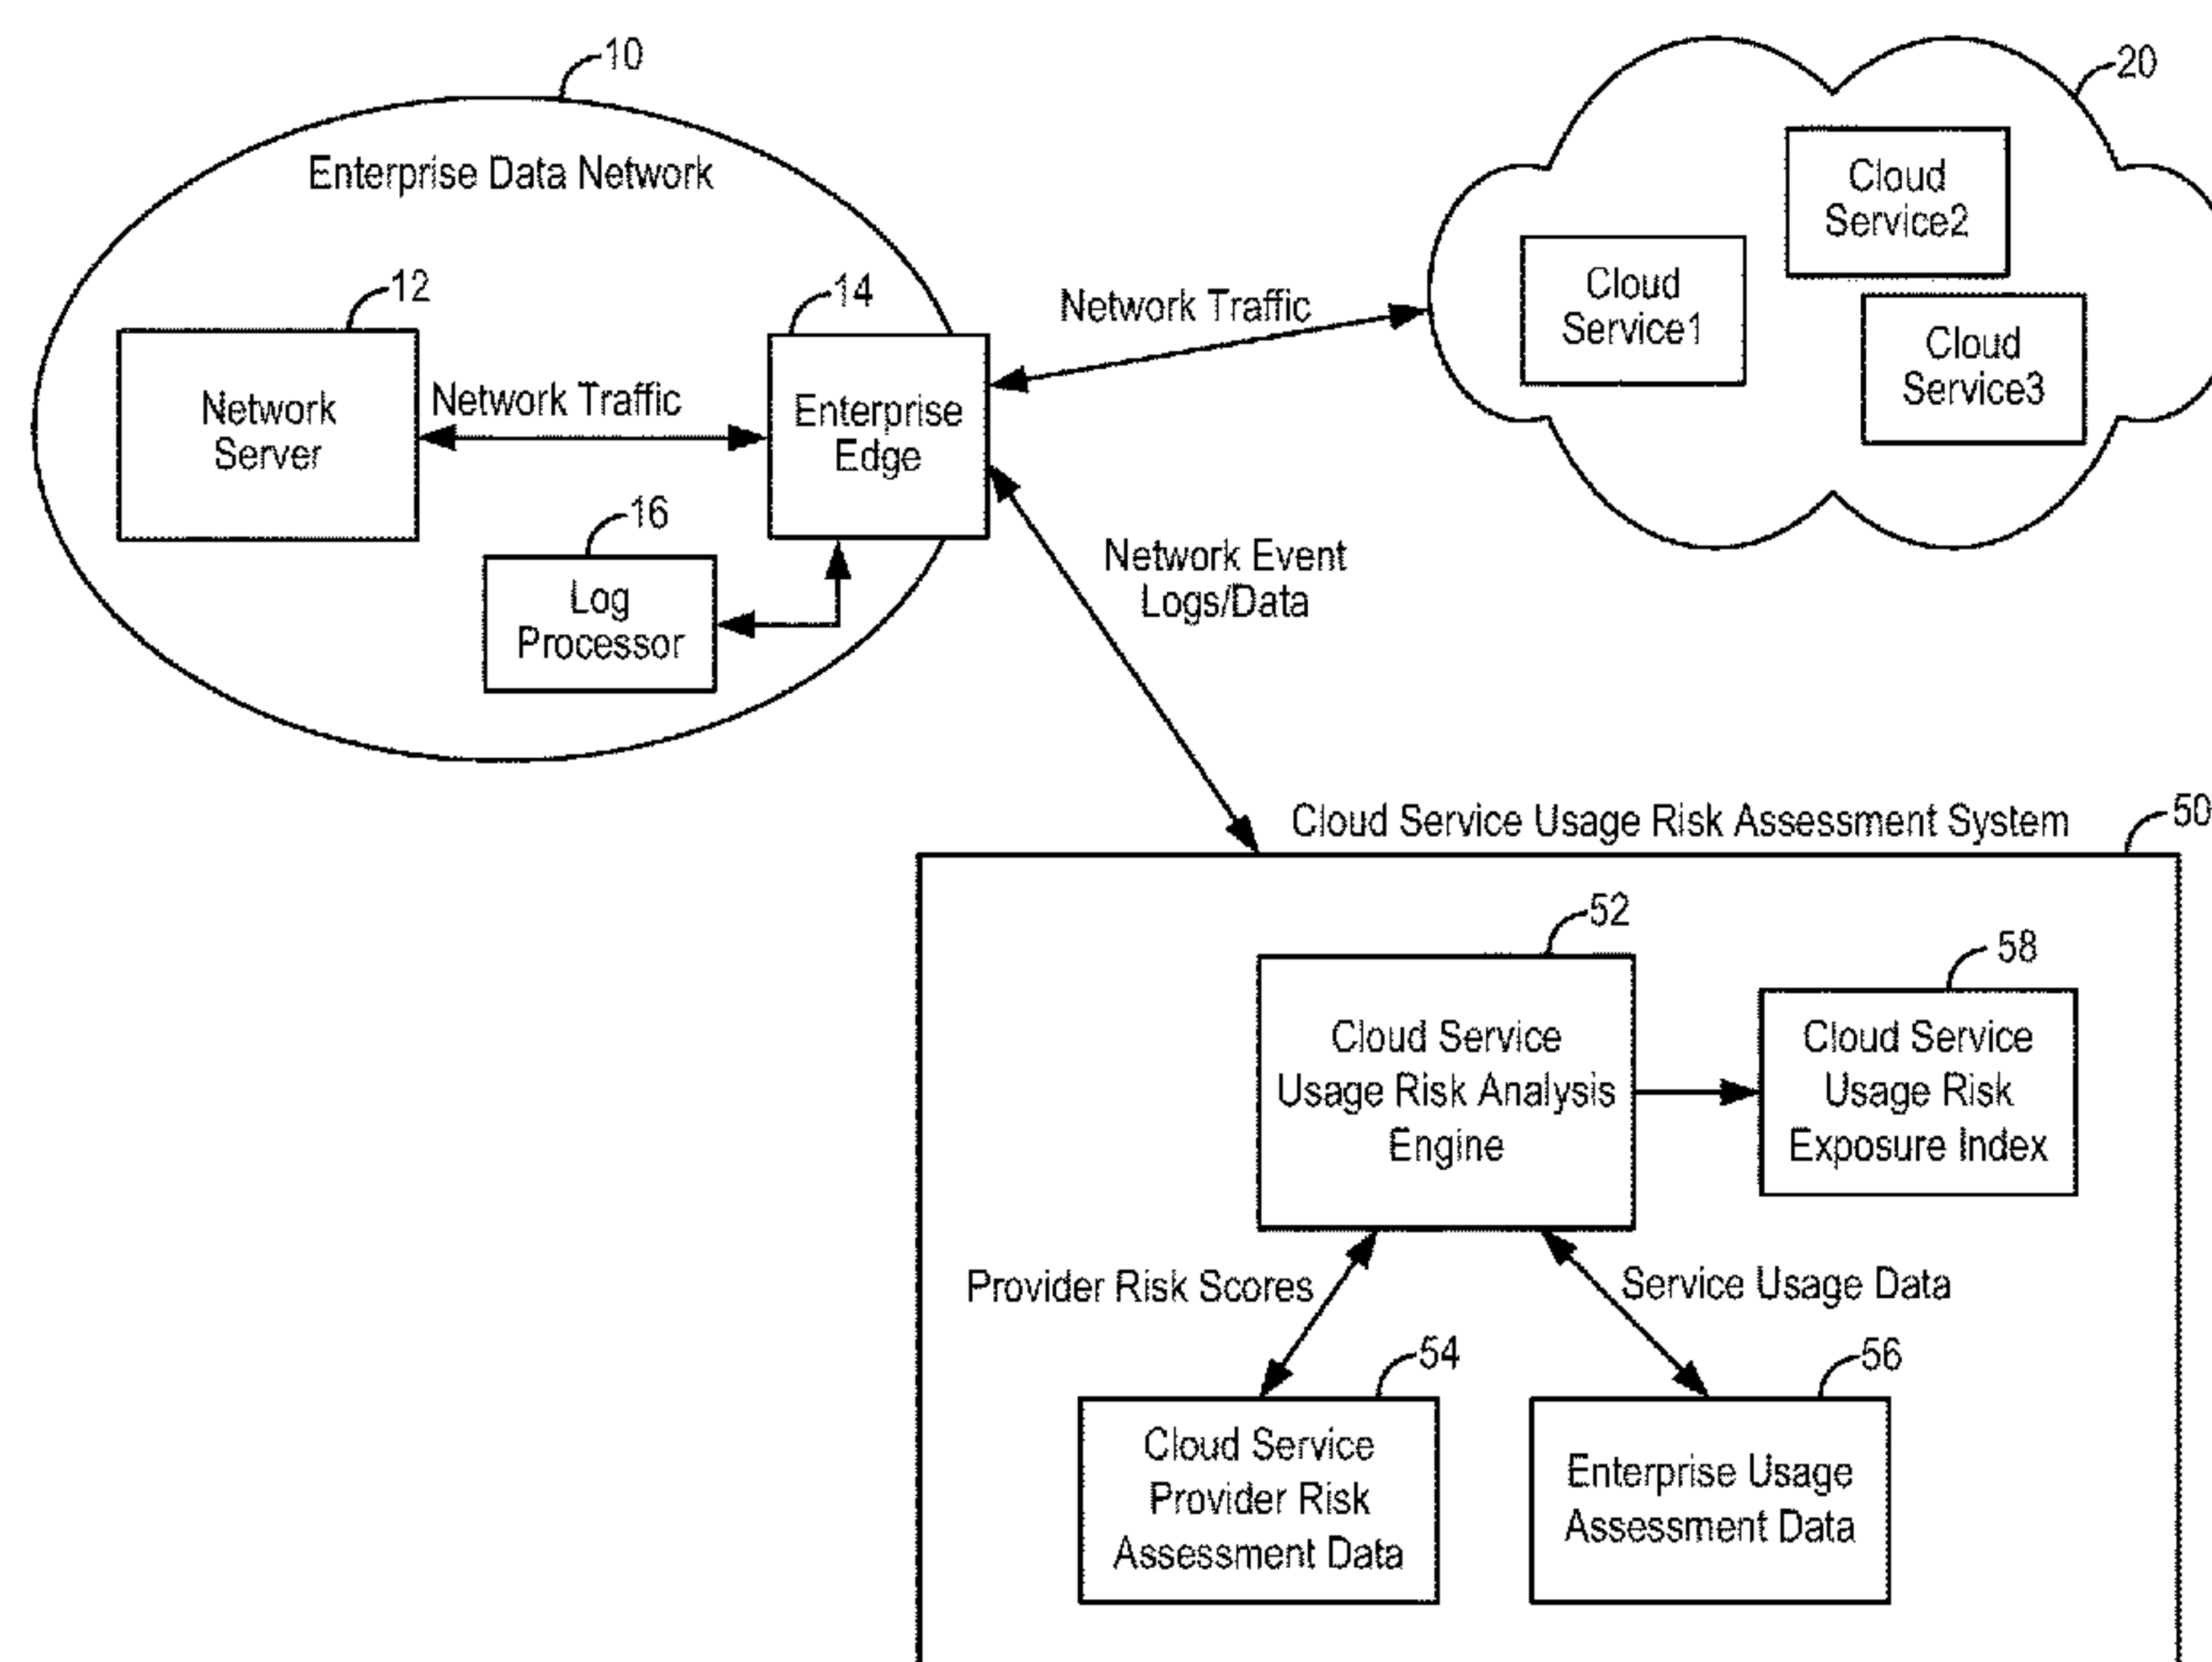 10
20
Enterprise Data Network
Cloud
Service2
Cloud
Service1
12
14
Network Traffic
Cloud
Service3
Network
Server
Network Traffic
Enterprise
Edge
16
Log
Processor
Network Event
Logs/Data
Cloud Service Usage Risk Assessment System
50
52
58
Cloud Service
Usage Risk Analysis
Engine
Cloud Service
Usage Risk
Exposure Index
Provider Risk Scores
Service Usage Data
54
56
Cloud Service
Provider Risk
Assessment Data
Enterprise Usage
Assessment Data